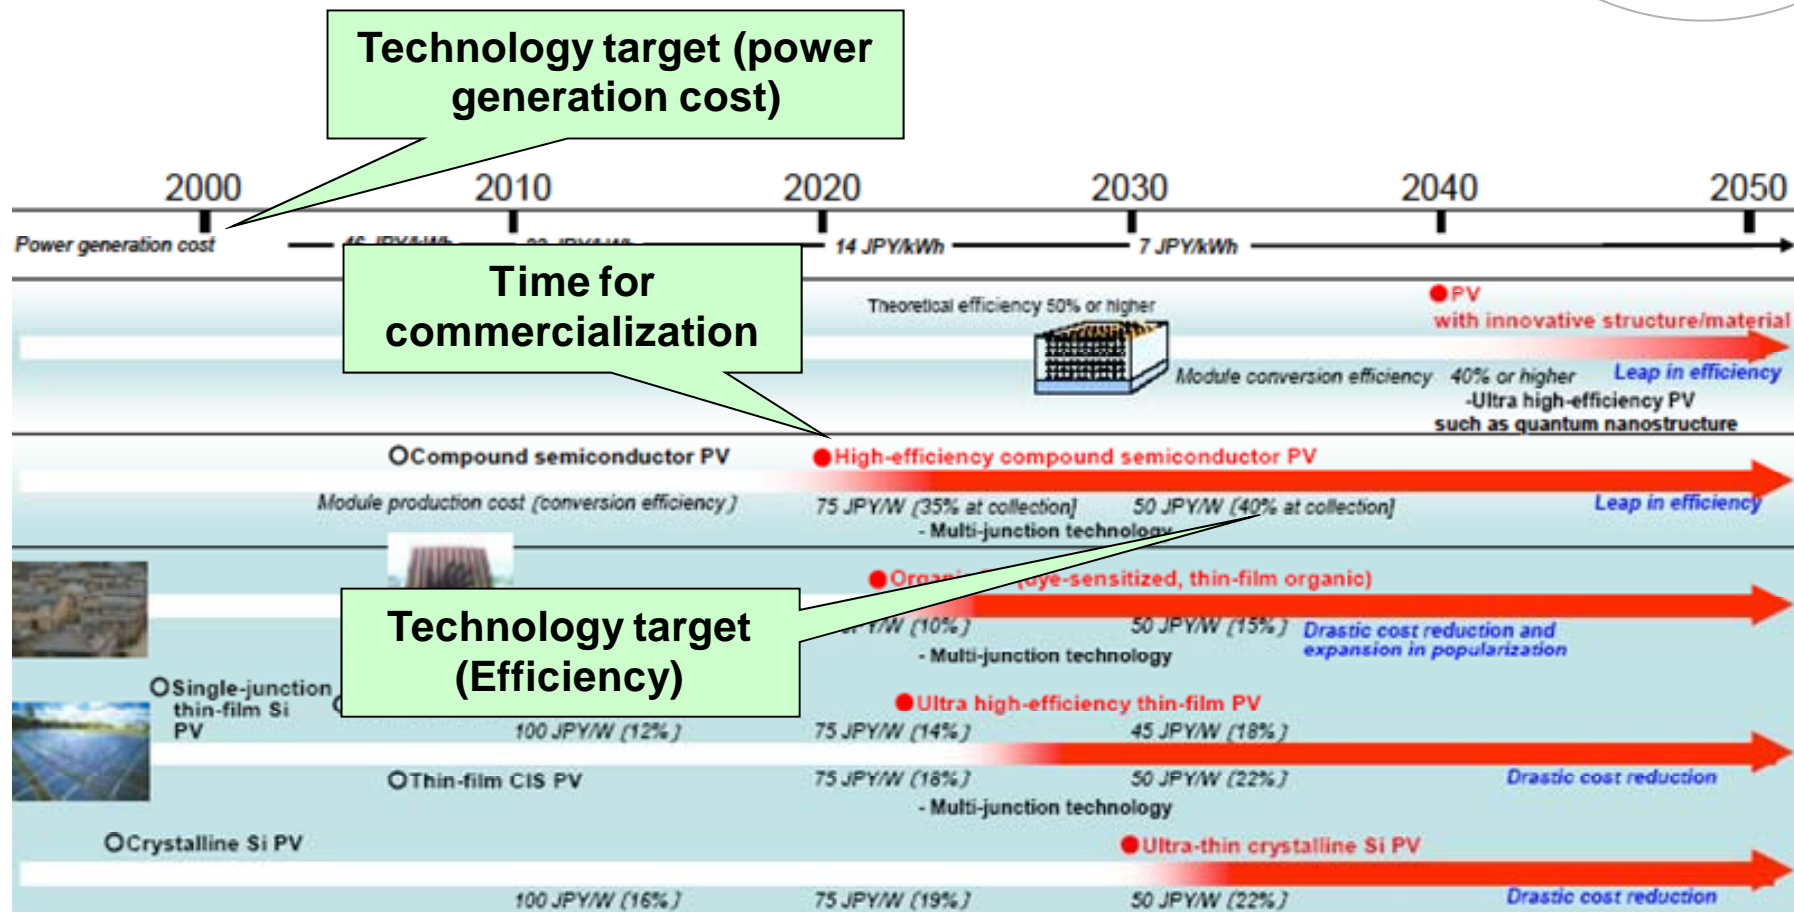 Technology target (power
generation cost)
2000 2010 2020 2030 2040 2050
Power generation cost 14 JPY/kWh 7 JPY/kWh
Time for
commercialization
Theoretical efficiency 50% or higher
PV
with innovative structure/material
Module conversion efficiency 40% or higher Leap in efficiency
-Ultra high-efficiency PV
such as quantum nanostructure
Compound semiconductor PV High-efficiency compound semiconductor PV
Module production cost (conversion efficiency) 75 JPY/W (35% at collection] 50 JPY/W (40% at collection] Leap in efficiency
- Multi-junction technology
(dye-sensitized, thin-film organic)
Technology target
(Efficiency)
JPY/W (10%) 50 JPY/W (15%) Drastic cost reduction and
expansion in popularization
- Multi-junction technology
Single-junction
thin-film Si
PV
Ultra high-efficiency thin-film PV
100 JPY/W (12%) 75 JPY/W (14%) 45 JPY/W (18%)
Thin-film CIS PV 75 JPY/W (18%) 50 JPY/W (22%) Drastic cost reduction
- Multi-junction technology
Crystalline Si PV Ultra-thin crystalline Si PV
100 JPY/W (16%) 75 JPY/W (19%) 50 JPY/W (22%) Drastic cost reduction